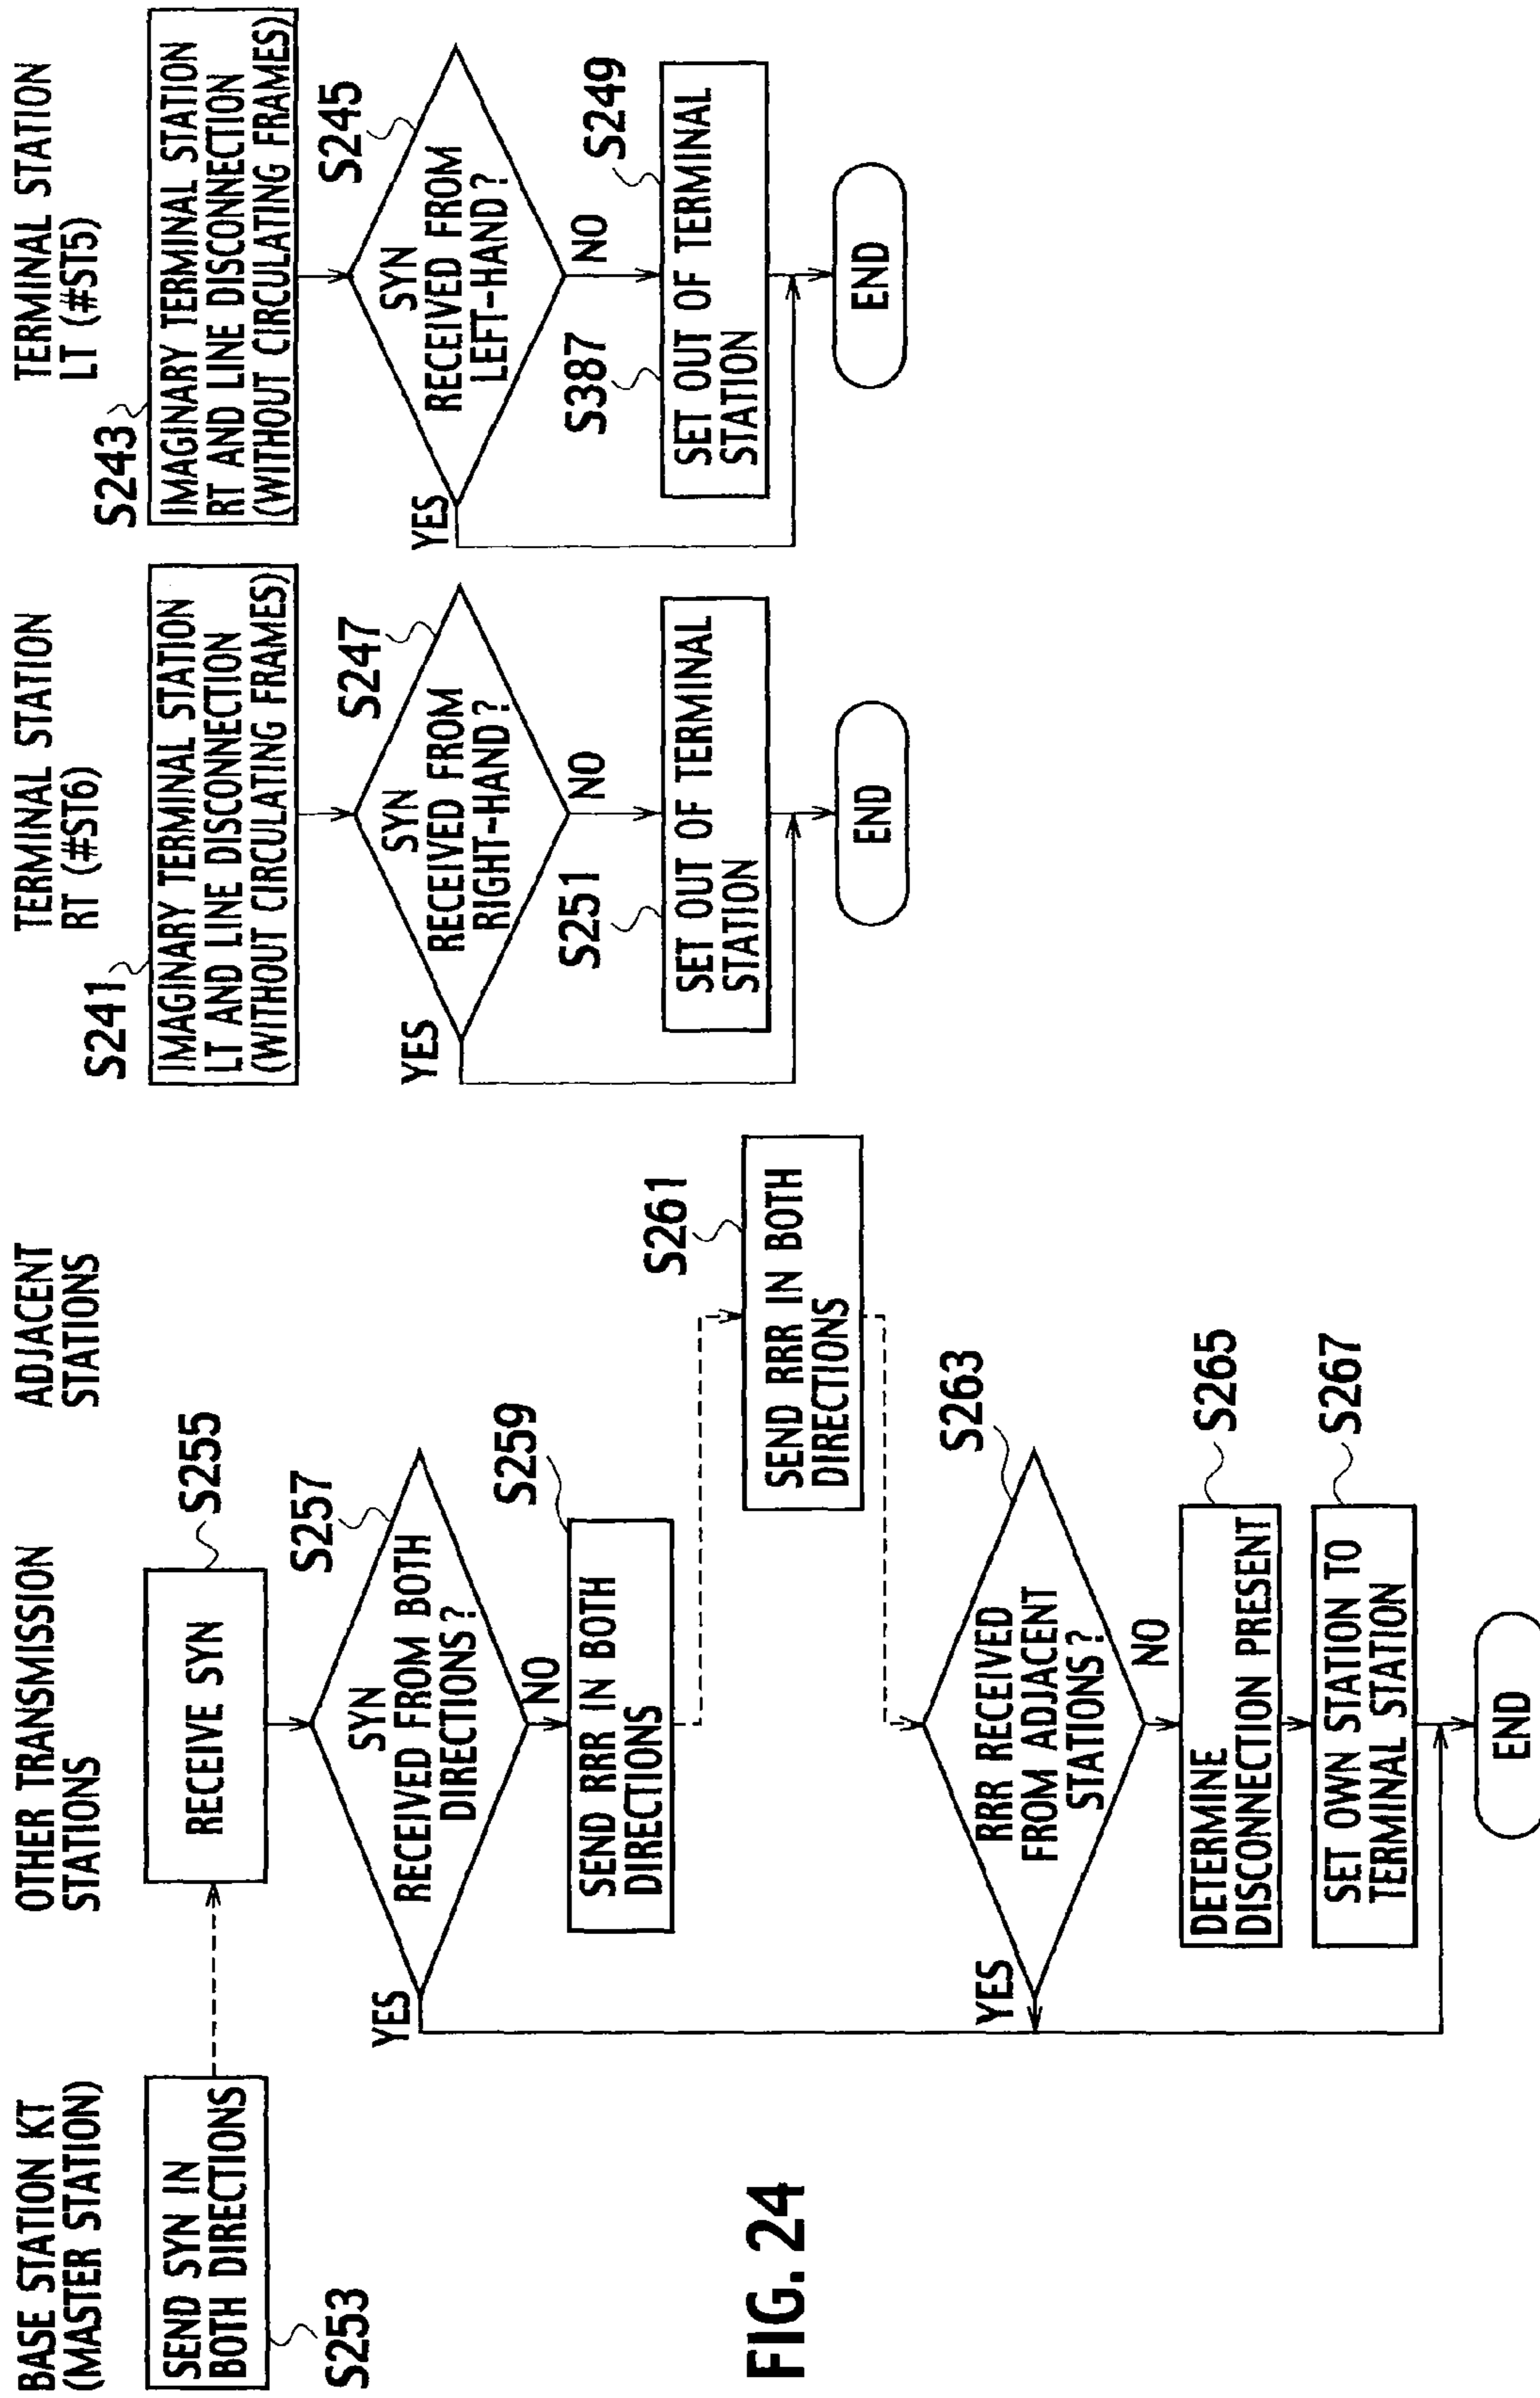 BASE STATION KT
(MASTER STATION)
OTHER TRANSMISSION
STATIONS
ADJACENT
STATIONS
TERMINAL STATION
RT (#ST6)
TERMINAL STATION
LT (#ST5)
SEND SYN IN
BOTH DIRECTIONS
S253
RECEIVE SYN
S255
SYN
RECEIVED FROM BOTH
DIRECTIONS?
S257
YES
NO
S259
SEND RRR IN BOTH
DIRECTIONS
S261
SEND RRR IN BOTH
DIRECTIONS
S263
RRR RECEIVED
FROM ADJACENT
STATIONS?
YES
NO
S265
DETERMINE
DISCONNECTION PRESENT
S267
SET OWN STATION TO
TERMINAL STATION
END
S241
IMAGINARY TERMINAL STATION
LT AND LINE DISCONNECTION
(WITHOUT CIRCULATING FRAMES)
S247
SYN
RECEIVED FROM
RIGHT-HAND?
YES
NO
S251
SET OUT OF TERMINAL
STATION
END
S243
IMAGINARY TERMINAL STATION
RT AND LINE DISCONNECTION
(WITHOUT CIRCULATING FRAMES)
S245
SYN
RECEIVED FROM
LEFT-HAND?
YES
NO
S387
S249
SET OUT OF TERMINAL
STATION
END
FIG. 24